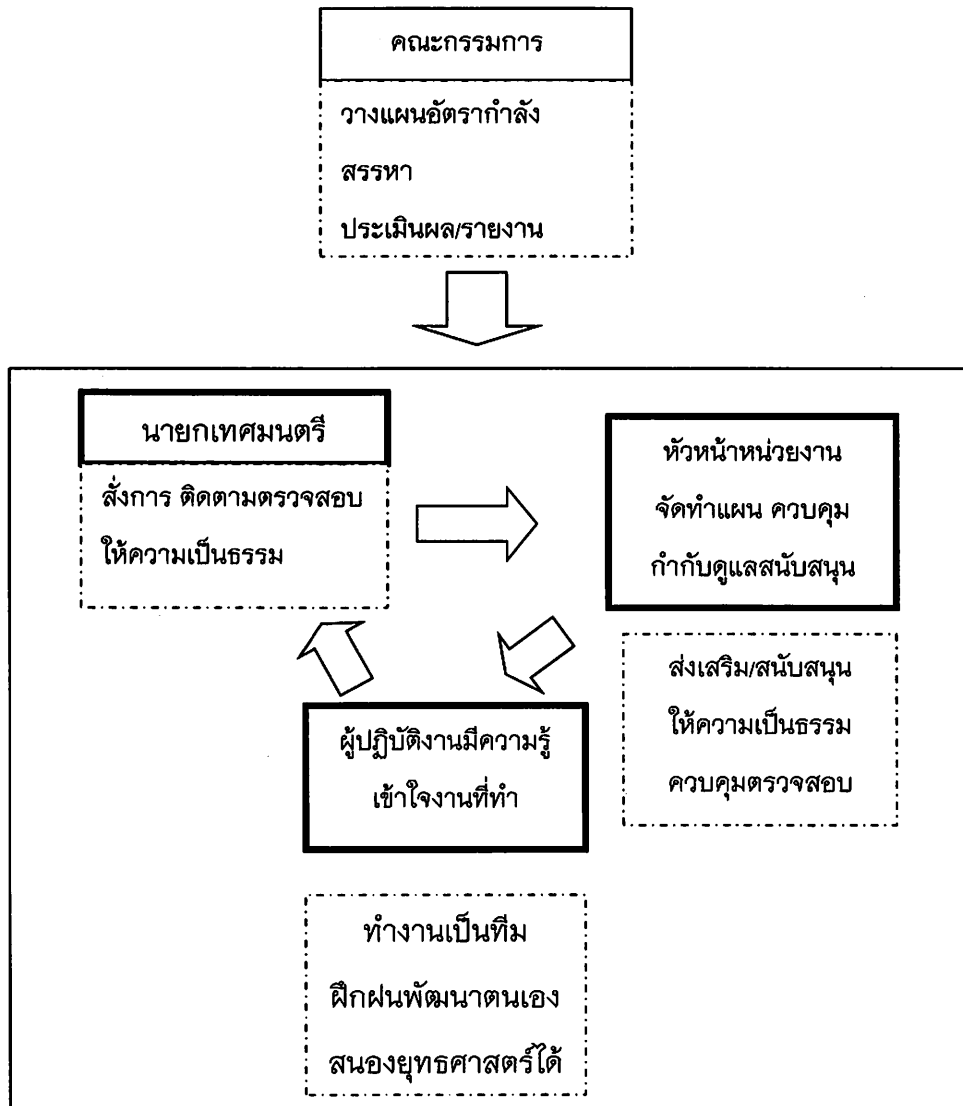 คณะกรรมการ
วางแผนอัตรากำลัง
สรรหา
ประเมินผล/รายงาน
นายกเทศมนตรี
สั่งการ ติดตามตรวจสอบ
ให้ความเป็นธรรม
หัวหน้าหน่วยงาน
จัดทำแผน ควบคุม
กำกับดูแลสนับสนุน
ส่งเสริม/สนับสนุน
ให้ความเป็นธรรม
ควบคุมตรวจสอบ
ผู้ปฏิบัติงานมีความรู้
เข้าใจงานที่ทำ
ทำงานเป็นทีม
ฝึกฝนพัฒนาตนเอง
สนองยุทธศาสตร์ได้